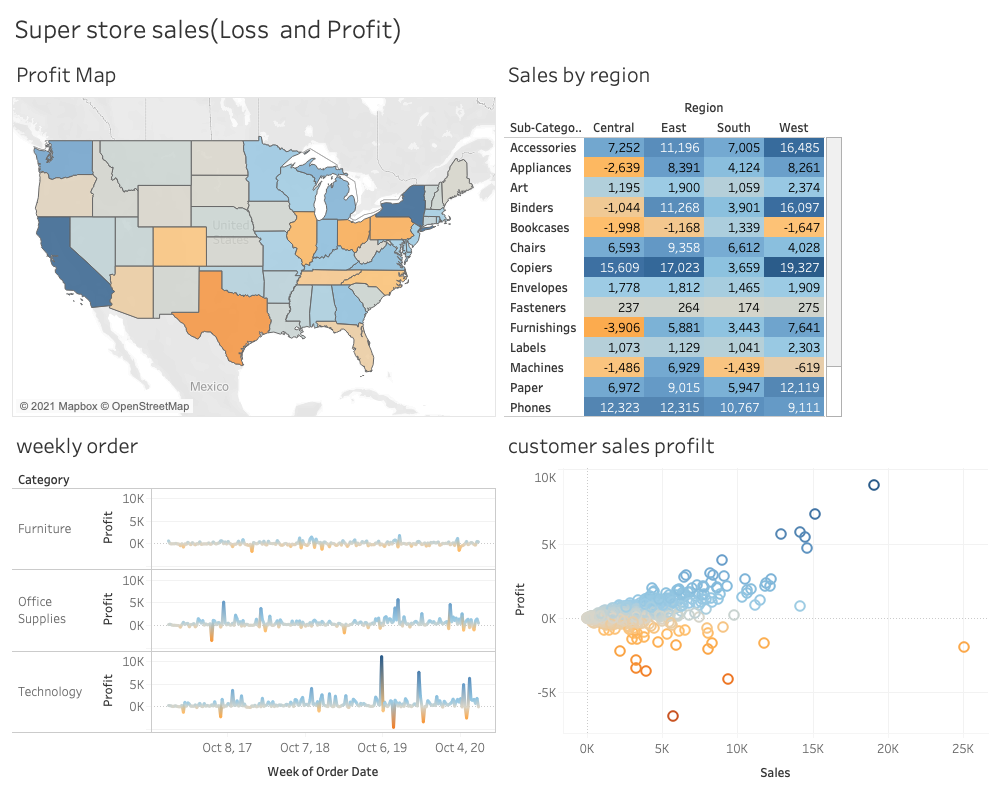 Super store sales(Loss and Profit)
Profit Map
United
States
Mexico
© 2021 Mapbox © OpenStreetMap
Sales by region
Region
Sub-Catego.. Central East South West
Accessories 7,252 11,196 7,005 16,485
Appliances -2,639 8,391 4,124 8,261
Art 1,195 1,900 1,059 2,374
Binders -1,044 11,268 3,901 16,097
Bookcases -1,998 -1,168 1,339 -1,647
Chairs 6,593 9,358 6,612 4,028
Copiers 15,609 17,023 3,659 19,327
Envelopes 1,778 1,812 1,465 1,909
Fasteners 237 264 174 275
Furnishings -3,906 5,881 3,443 7,641
Labels 1,073 1,129 1,041 2,303
Machines -1,486 6,929 -1,439 -619
Paper 6,972 9,015 5,947 12,119
Phones 12,323 12,315 10,767 9,111
weekly order
Category
Furniture
Profit
10K
5K
0K
Office
Supplies
Profit
10K
5K
0K
Technology
Profit
10K
5K
0K
Oct 8, 17 Oct 7, 18 Oct 6, 19 Oct 4, 20
Week of Order Date
customer sales profilt
Profit
10K
5K
0K
-5K
0K 5K 10K 15K 20K 25K
Sales